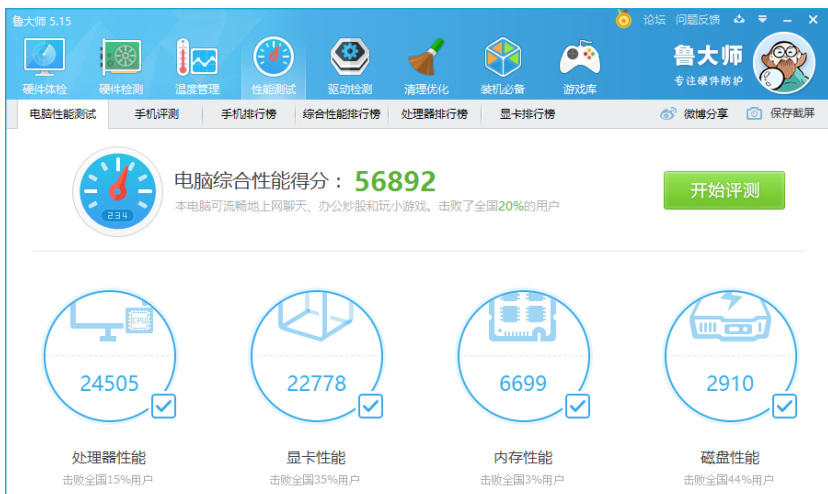 鲁大师 5.15
论坛 问题反馈
硬件体检 硬件检测 温度管理 性能测试 驱动检测 清理优化 装机必备 游戏库
鲁大师
专注硬件防护
电脑性能测试 手机评测 手机排行榜 综合性能排行榜 处理器排行榜 显卡排行榜 微博分享 保存截屏
电脑综合性能得分： 56892
本电脑可流畅地上网聊天、办公炒股和玩小游戏。击败了全国20%的用户
开始评测
234
CPU
24505 22778 6699 2910
处理器性能 显卡性能 内存性能 磁盘性能
击败全国15%用户 击败全国35%用户 击败全国3%用户 击败全国44%用户